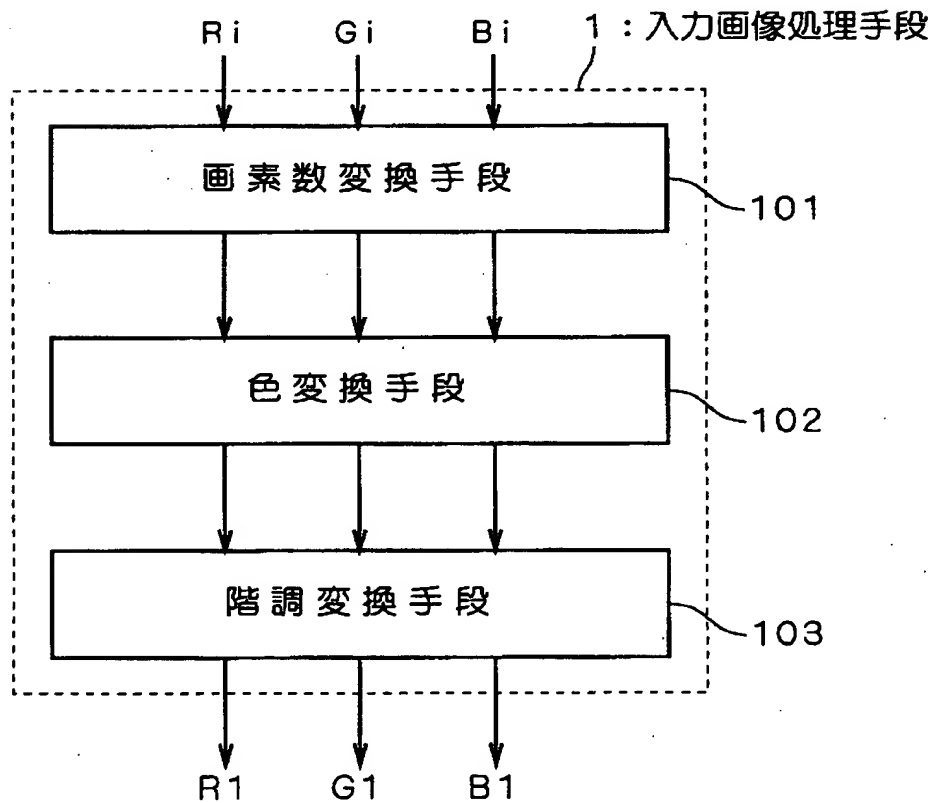 1：入力画像処理手段
Ri Gi Bi
画素数変換手段
101
色変換手段
102
階調変換手段
103
R1 G1 B1